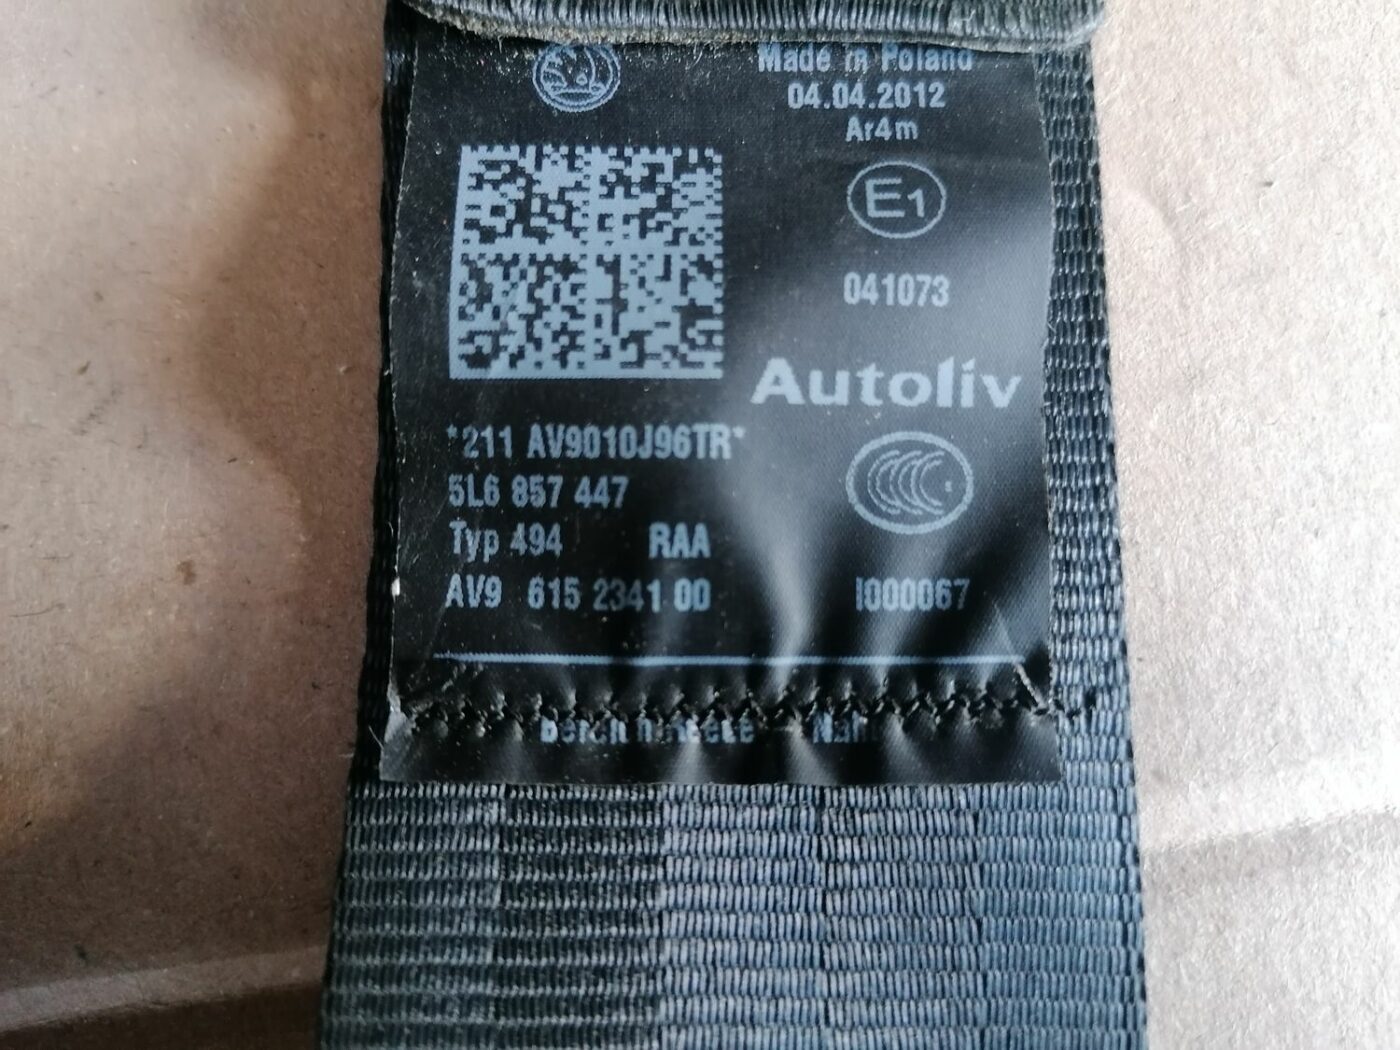 Made in Poland
04.04.2012
Ar4m
E1
041073
Autoliv
*211 AV9010J96TR*
5L6 857 447
Typ 494 RAA
AV9 615 2341 00
I000067